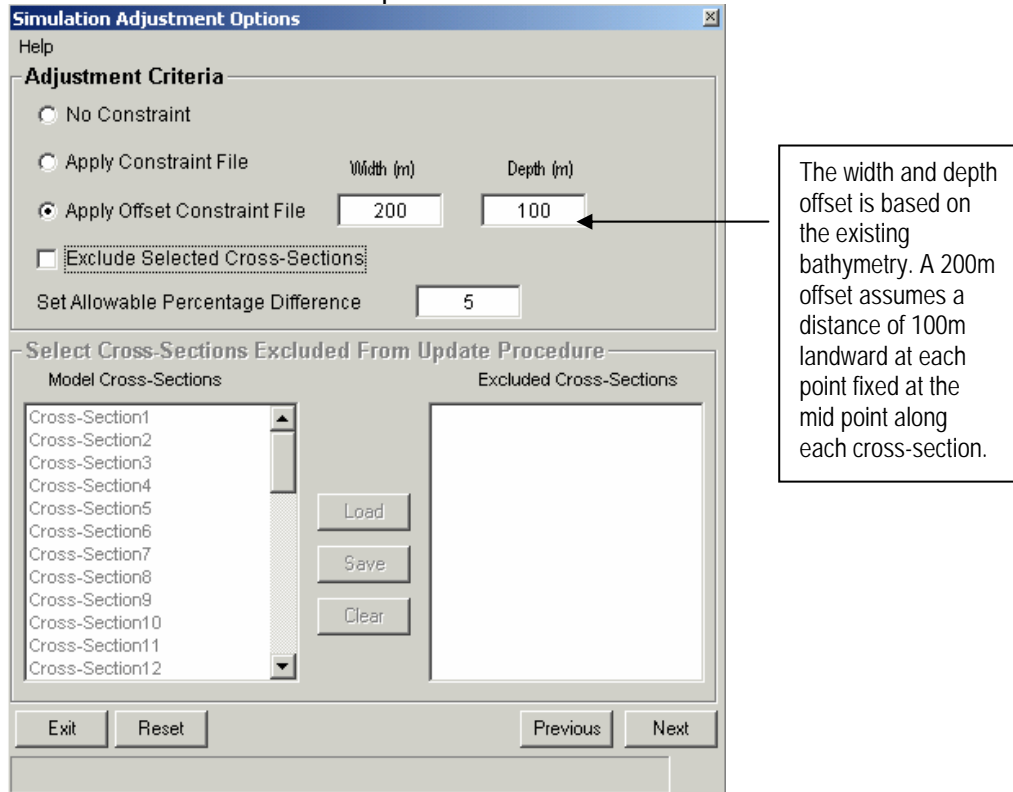 Simulation Adjustment Options
Help
Adjustment Criteria
No Constraint
Apply Constraint File
Width (m)
Depth (m)
Apply Offset Constraint File
200
100
Exclude Selected Cross-Sections
Set Allowable Percentage Difference
5
Select Cross-Sections Excluded From Update Procedure
Model Cross-Sections
Excluded Cross-Sections
Cross-Section1
Cross-Section2
Cross-Section3
Cross-Section4
Cross-Section5
Cross-Section6
Cross-Section7
Cross-Section8
Cross-Section9
Cross-Section10
Cross-Section11
Cross-Section12
Load
Save
Clear
Exit
Reset
Previous
Next
The width and depth
offset is based on
the existing
bathymetry. A 200m
offset assumes a
distance of 100m
landward at each
point fixed at the
mid point along
each cross-section.